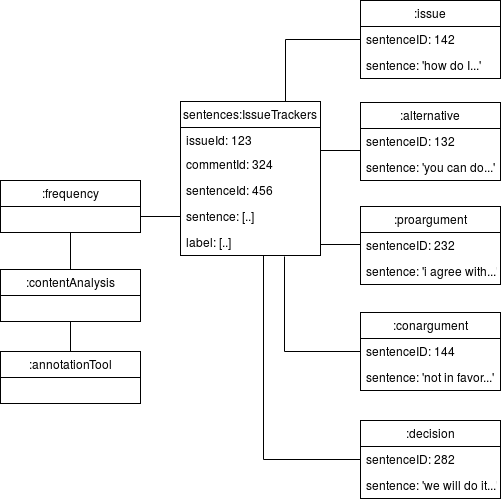 :issue
sentenceID: 142
sentence: 'how do I...'
sentences:IssueTrackers
issueId: 123
commentId: 324
sentenceId: 456
sentence: [..]
label: [..]
:alternative
sentenceID: 132
sentence: 'you can do...
:frequency
:contentAnalysis
:annotationTool
:proargument
sentenceID: 232
sentence: 'i agree with...
:conargument
sentenceID: 144
sentence: 'not in favor...'
:decision
sentenceID: 282
sentence: 'we will do it...